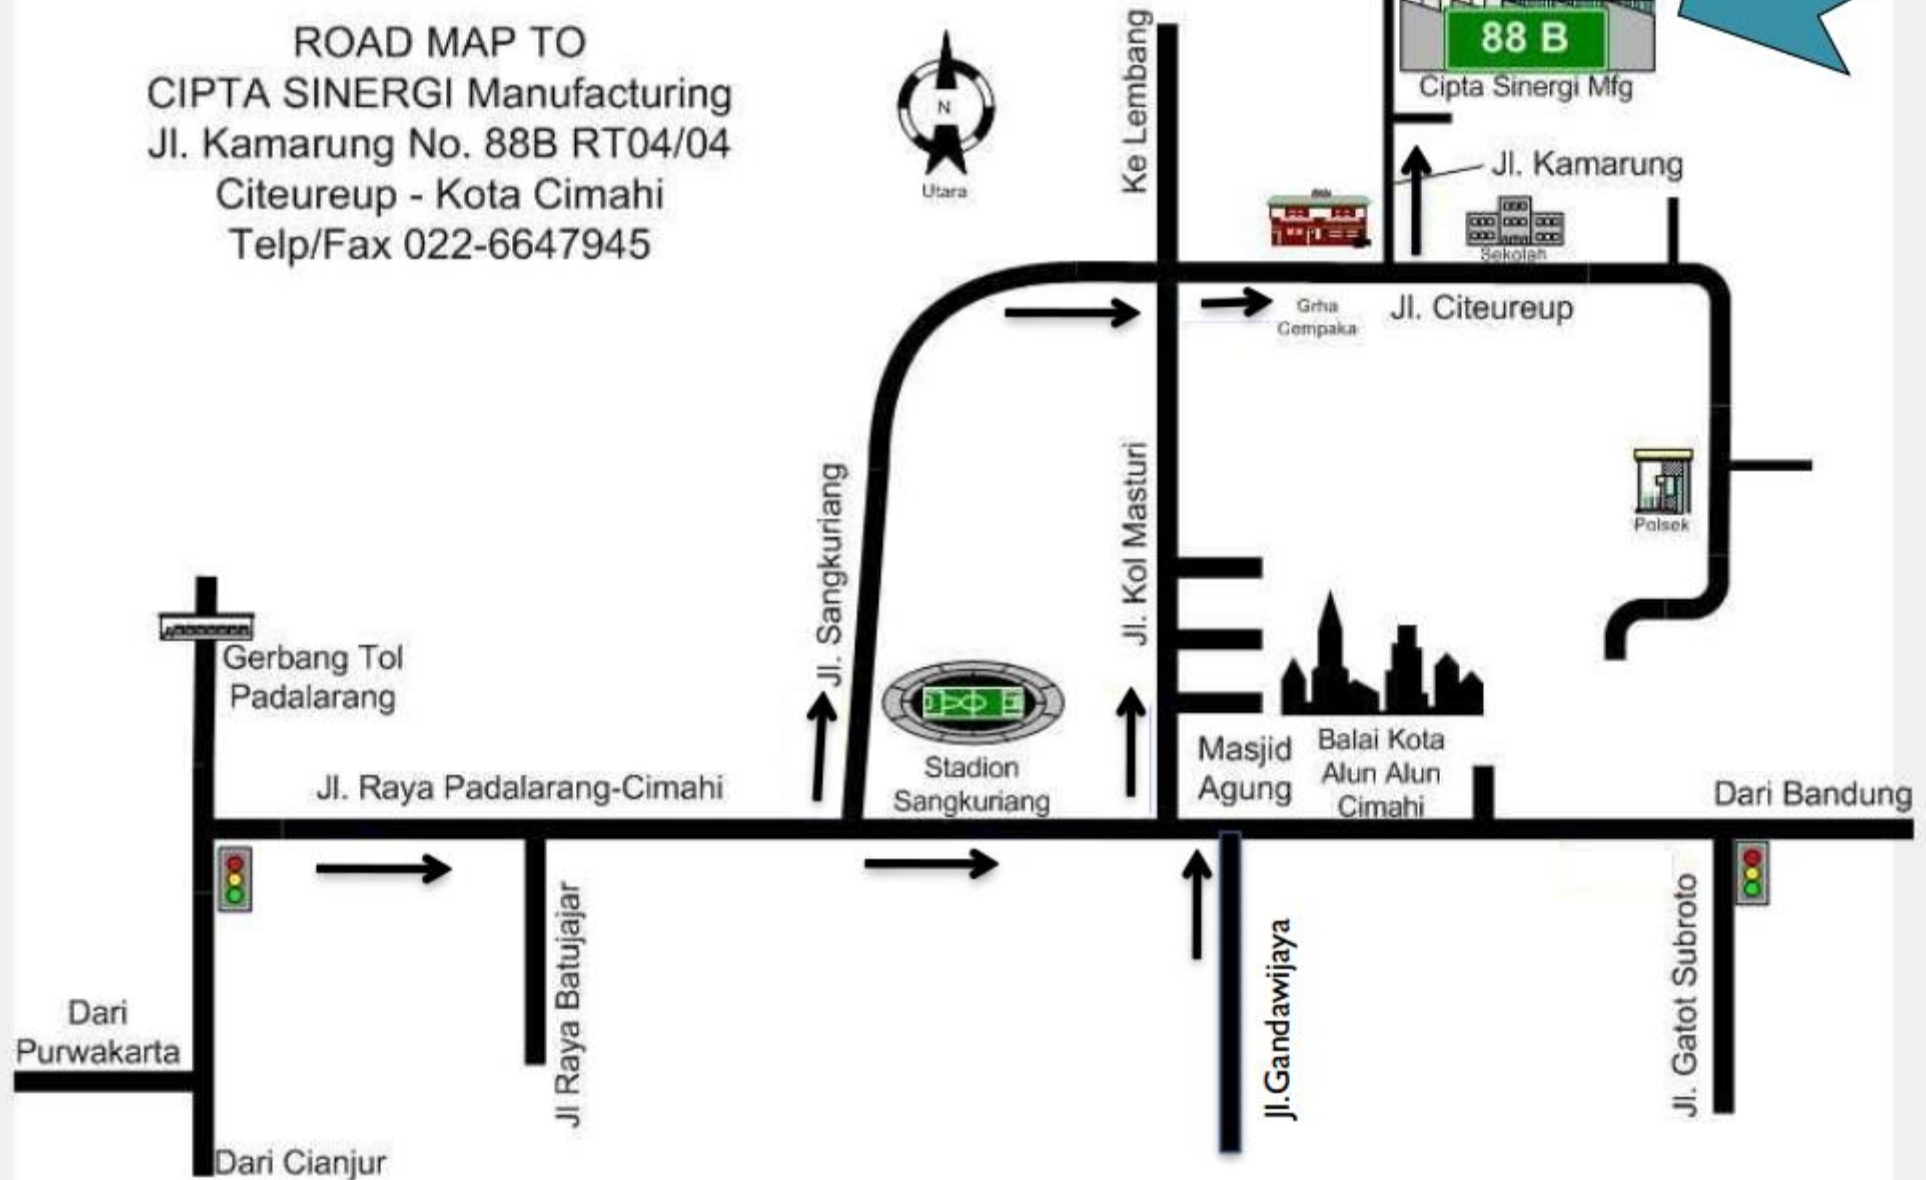 ROAD MAP TO
CIPTA SINERGI Manufacturing
Jl. Kamarung No. 88B RT04/04
Citeureup - Kota Cimahi
Telp/Fax 022-6647945
N
Utara
Ke Lembang
88 B
Cipta Sinergi Mfg
Jl. Kamarung
Sekolah
Grha
Cempaka
Jl. Citeureup
Jl. Sangkuriang
Jl. Kol Masturi
Polsek
Gerbang Tol
Padalarang
Jl. Raya Padalarang-Cimahi
Stadion
Sangkuriang
Masjid
Agung
Balai Kota
Alun Alun
Cimahi
Dari Bandung
Jl Raya Batujajar
Jl.Gandawijaya
Jl. Gatot Subroto
Dari
Purwakarta
Dari Cianjur